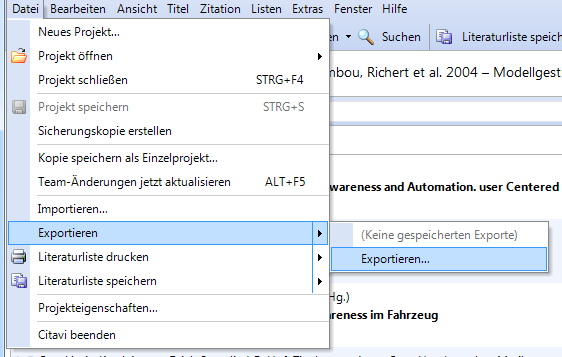 Datei Bearbeiten Ansicht Titel Zitation Listen Extras Fenster Hilfe
Neues Projekt...
Projekt öffnen
en Suchen Literaturliste speich
Projekt schließen STRG+F4
mbou, Richert et al. 2004 – Modellgest
Projekt speichern STRG+S
Sicherungskopie erstellen
Kopie speichern als Einzelprojekt...
Team-Änderungen jetzt aktualisieren ALT+F5
wareness and Automation. user Centered
Importieren...
Exportieren
(Keine gespeicherten Exporte)
Literaturliste drucken
Exportieren...
Literaturliste speichern
Hg.)
Projekteigenschaften...
areness im Fahrzeug
Citavi beenden